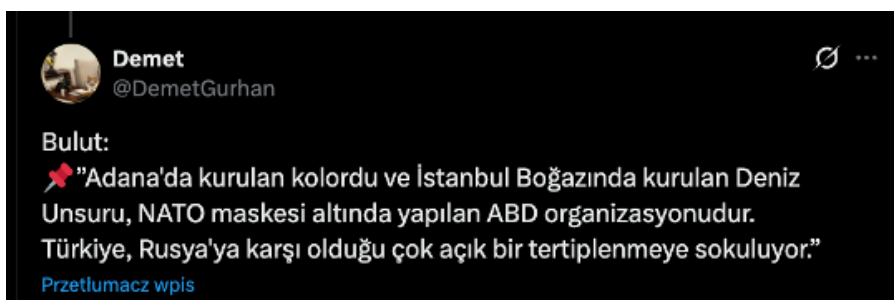 Demet
@DemetGurhan
Bulut:
📌"Adana'da kurulan kolordu ve İstanbul Boğazında kurulan Deniz
Unsuru, NATO maskesi altında yapılan ABD organizasyonudur.
Türkiye, Rusya'ya karşı olduğu çok açık bir tertiplenmeye sokuluyor.”
Przetłumacz wpis